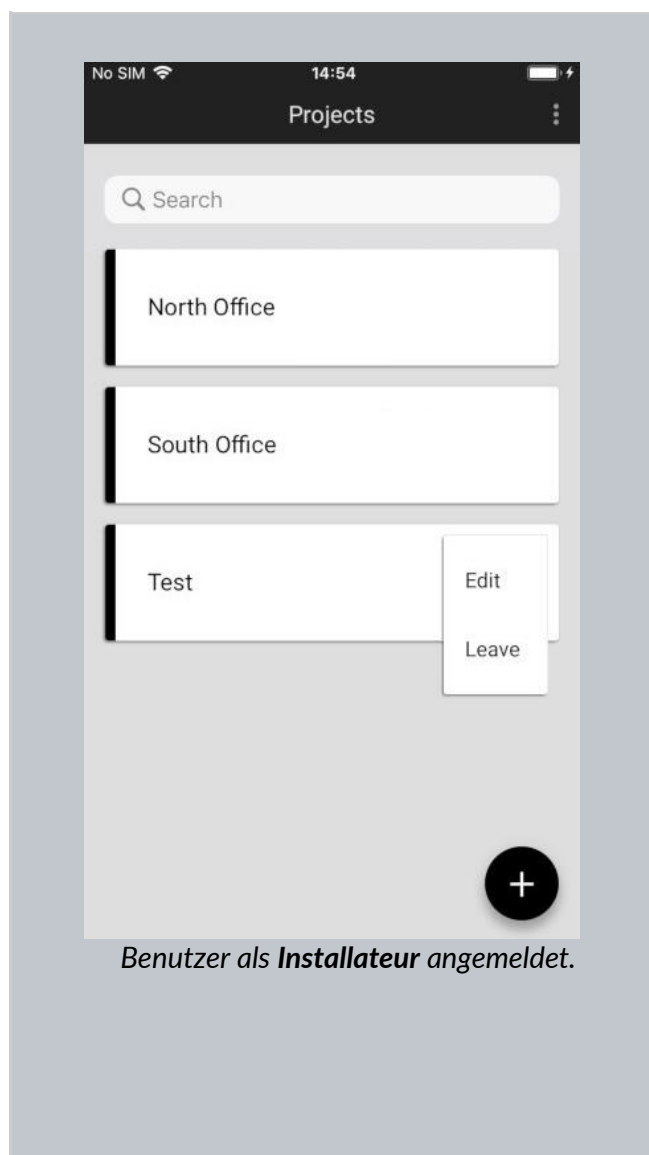 No SIM 14:54
Projects
Search
North Office
South Office
Test
Edit
Leave
Benutzer als Installateur angemeldet.